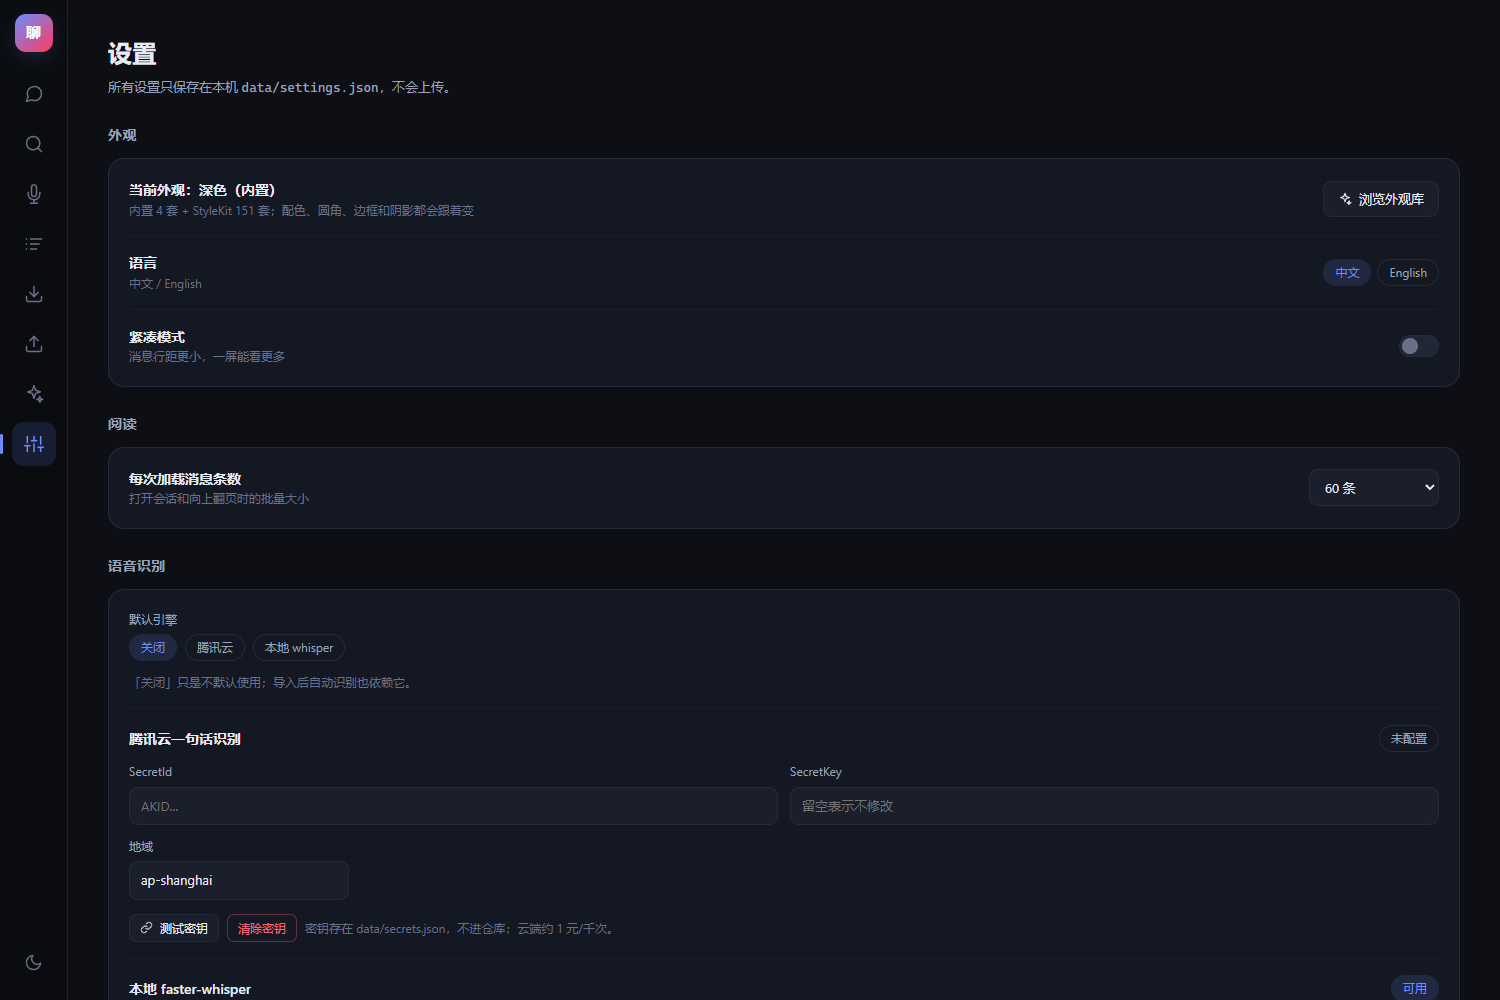 聊
设置
所有设置只保存在本机 data/settings.json，不会上传。
外观
当前外观：深色（内置）
内置 4 套 + StyleKit 151 套；配色、圆角、边框和阴影都会跟着变
浏览外观库
语言
中文 / English
中文
English
紧凑模式
消息行距更小，一屏能看更多
阅读
每次加载消息条数
打开会话和向上翻页时的批量大小
60 条
语音识别
默认引擎
关闭
腾讯云
本地 whisper
「关闭」只是不默认使用；导入后自动识别也依赖它。
腾讯云一句话识别
未配置
SecretId
SecretKey
AKID...
留空表示不修改
地域
ap-shanghai
测试密钥
清除密钥
密钥存在 data/secrets.json，不进仓库；云端约 1 元/千次。
本地 faster-whisper
可用